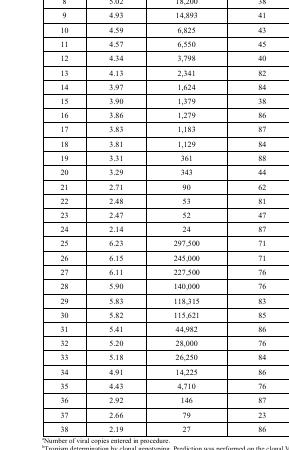 8 5.02 18,200 38
9 4.93 14,893 41
10 4.59 6,825 43
11 4.57 6,550 45
12 4.34 3,798 40
13 4.13 2,341 82
14 3.97 1,624 84
15 3.90 1,379 38
16 3.86 1,279 86
17 3.83 1,183 87
18 3.81 1,129 84
19 3.31 361 88
20 3.29 343 44
21 2.71 90 62
22 2.48 53 81
23 2.47 52 47
24 2.14 24 87
25 6.23 297,500 71
26 6.15 245,000 71
27 6.11 227,500 76
28 5.90 140,000 76
29 5.83 118,315 83
30 5.82 115,621 85
31 5.41 44,982 86
32 5.20 28,000 76
33 5.18 26,250 84
34 4.91 14,225 86
35 4.43 4,710 76
36 2.92 146 87
37 2.66 79 23
38 2.19 27 86
aNumber of viral copies entered in procedure.
bTropism determination by clonal genotyping. Prediction was performed on the clonal